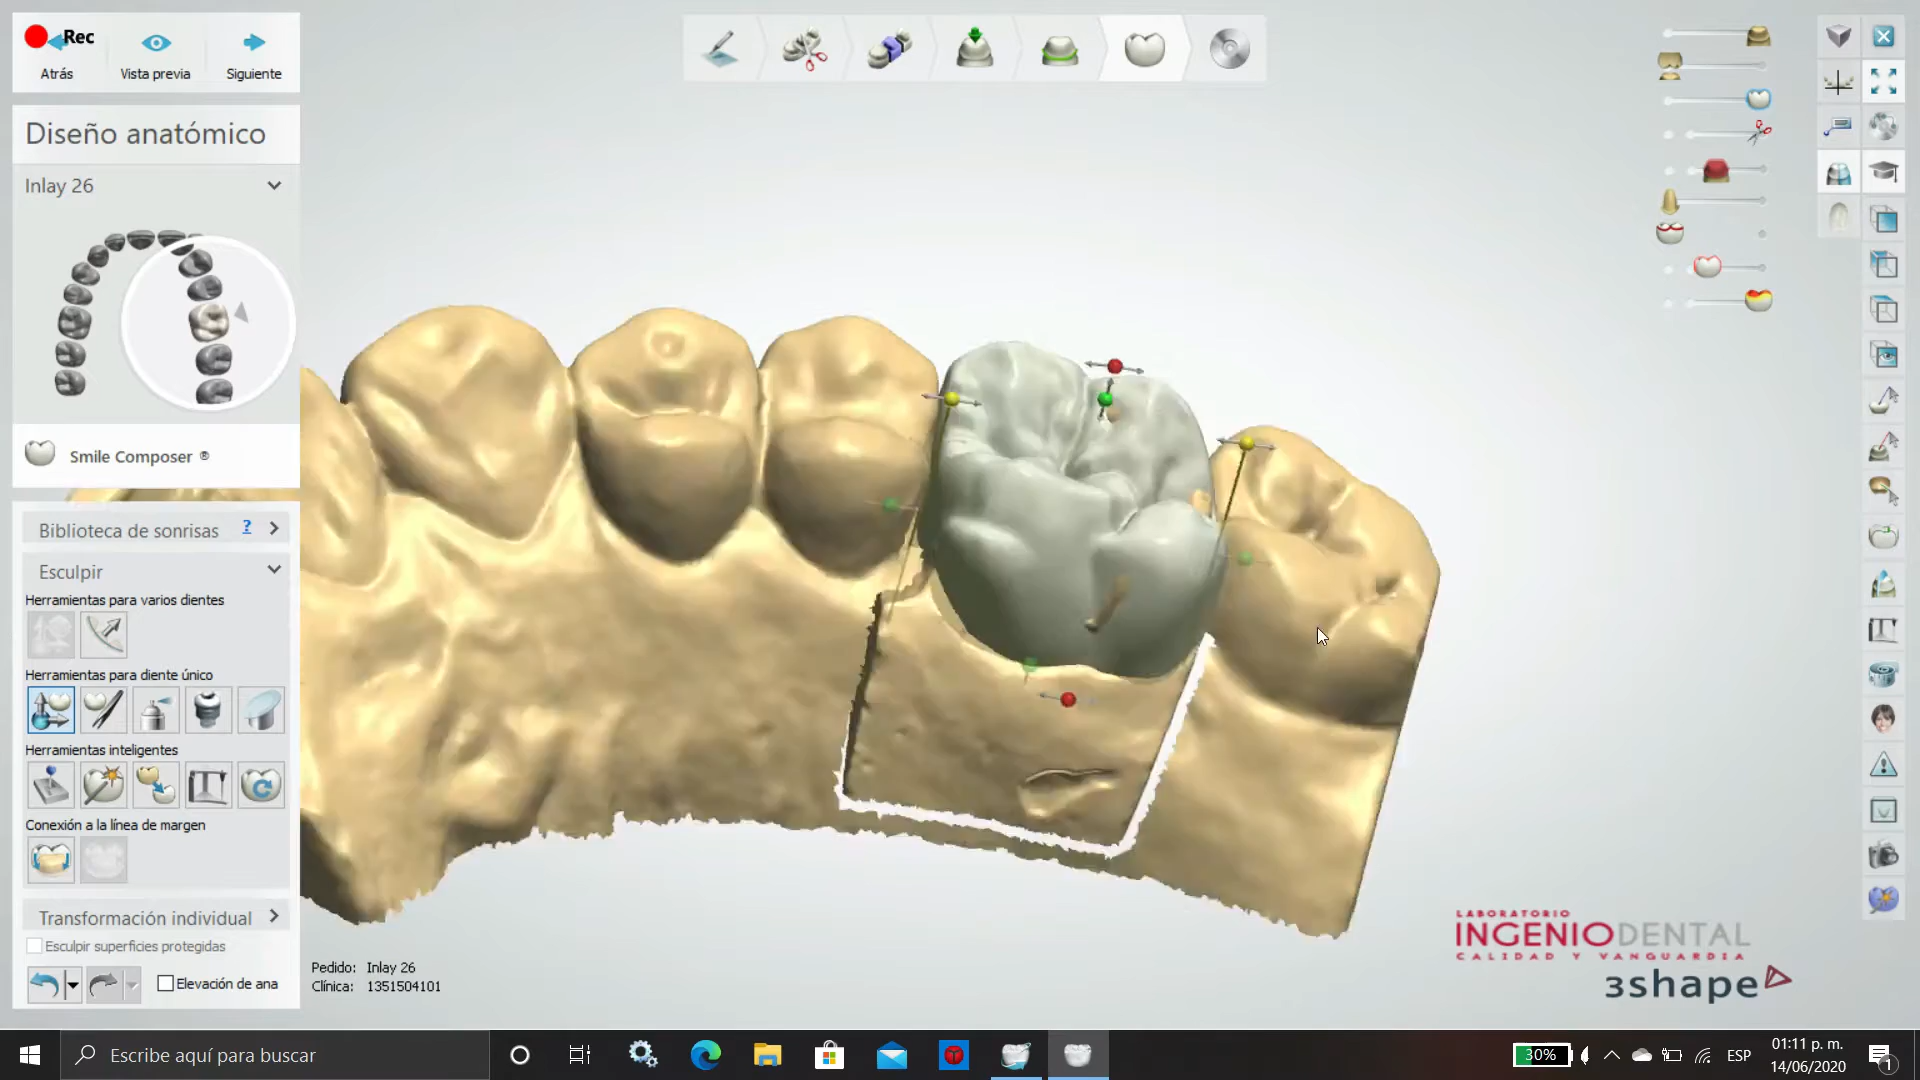 Rec
Atrás
Vista previa
Siguiente
Diseño anatómico
Inlay 26
Smile Composer ®
Biblioteca de sonrisas ?
Esculpir
Herramientas para varios dientes
Herramientas para diente único
Herramientas inteligentes
Conexión a la línea de margen
Transformación individual
Esculpir superficies protegidas
Elevación de ana
Pedido: Inlay 26
Clínica: 1351504101
LABORATORIO
INGENIODENTAL
CALIDAD Y VANGUARDIA
3shape
Escribe aquí para buscar
30%
ESP
01:11 p. m.
14/06/2020
1